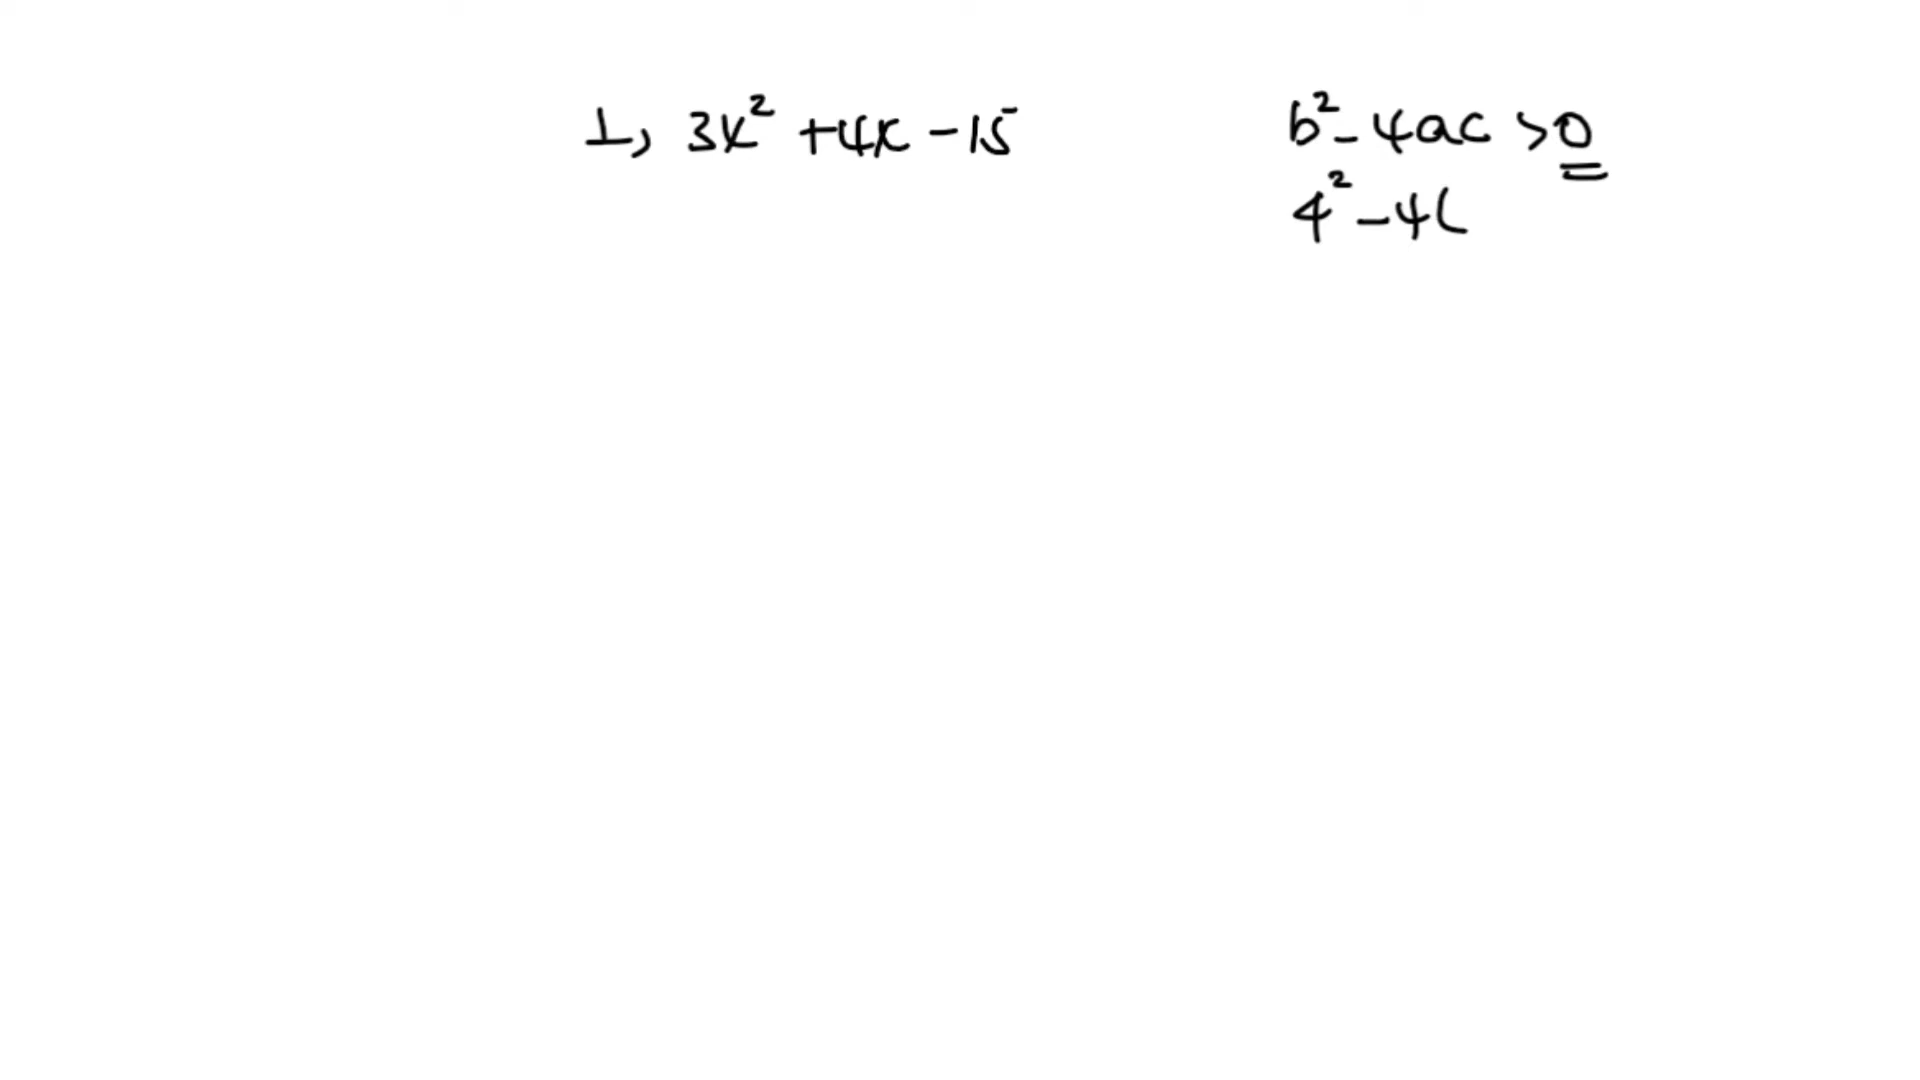 1, 3x² +4x -15
b² - 4ac >0
4² - 4(